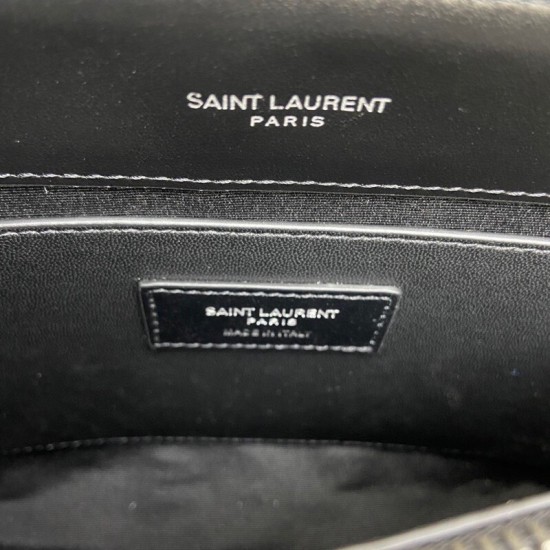 SAINT LAURENT
PARIS
SAINT LAURENT
PARIS
MADE IN ITALY